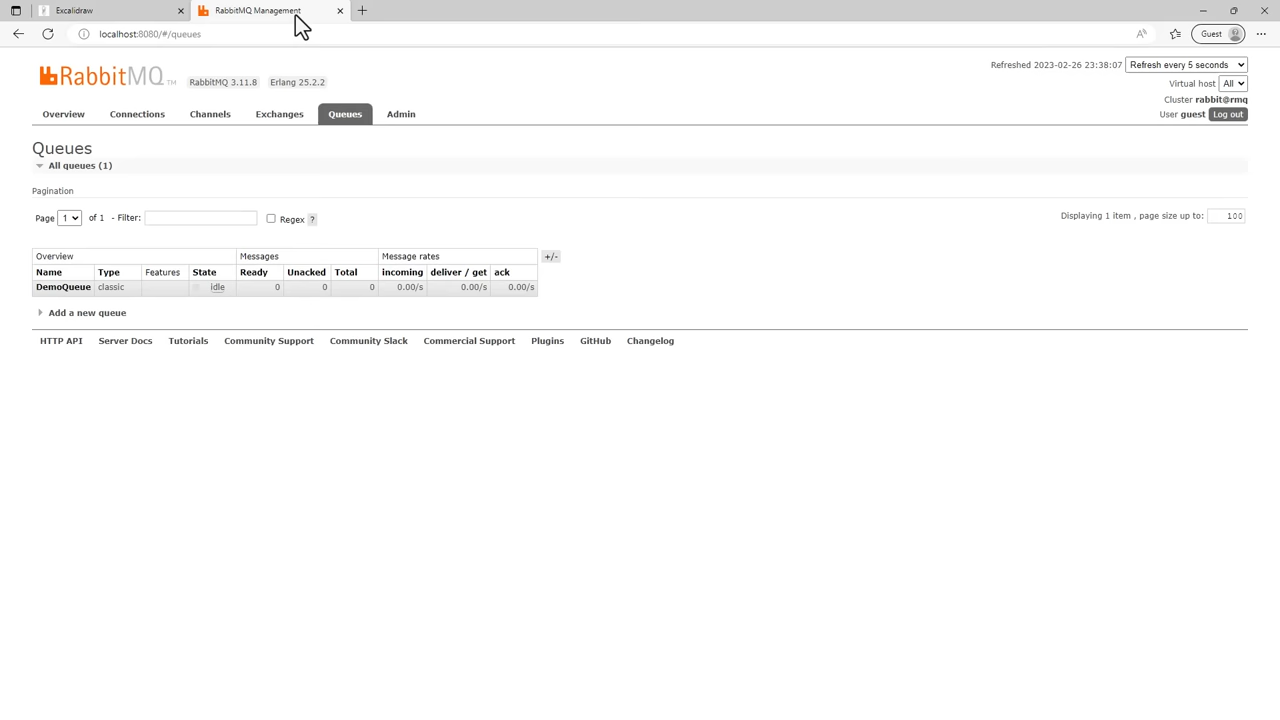 Excalidraw
RabbitMQ Management
localhost:8080/#/queues
Guest
RabbitMQ TM
RabbitMQ 3.11.8
Erlang 25.2.2
Refreshed 2023-02-26 23:38:07
Refresh every 5 seconds
Virtual host All
Cluster rabbit@rmq
User guest Log out
Overview Connections Channels Exchanges Queues Admin
Queues
All queues (1)
Pagination
Page 1 of 1 - Filter: Regex ?
Displaying 1 item , page size up to: 100
Overview Messages Message rates +/-
Name Type Features State Ready Unacked Total incoming deliver / get ack
DemoQueue classic idle 0 0 0 0.00/s 0.00/s 0.00/s
Add a new queue
HTTP API Server Docs Tutorials Community Support Community Slack Commercial Support Plugins GitHub Changelog